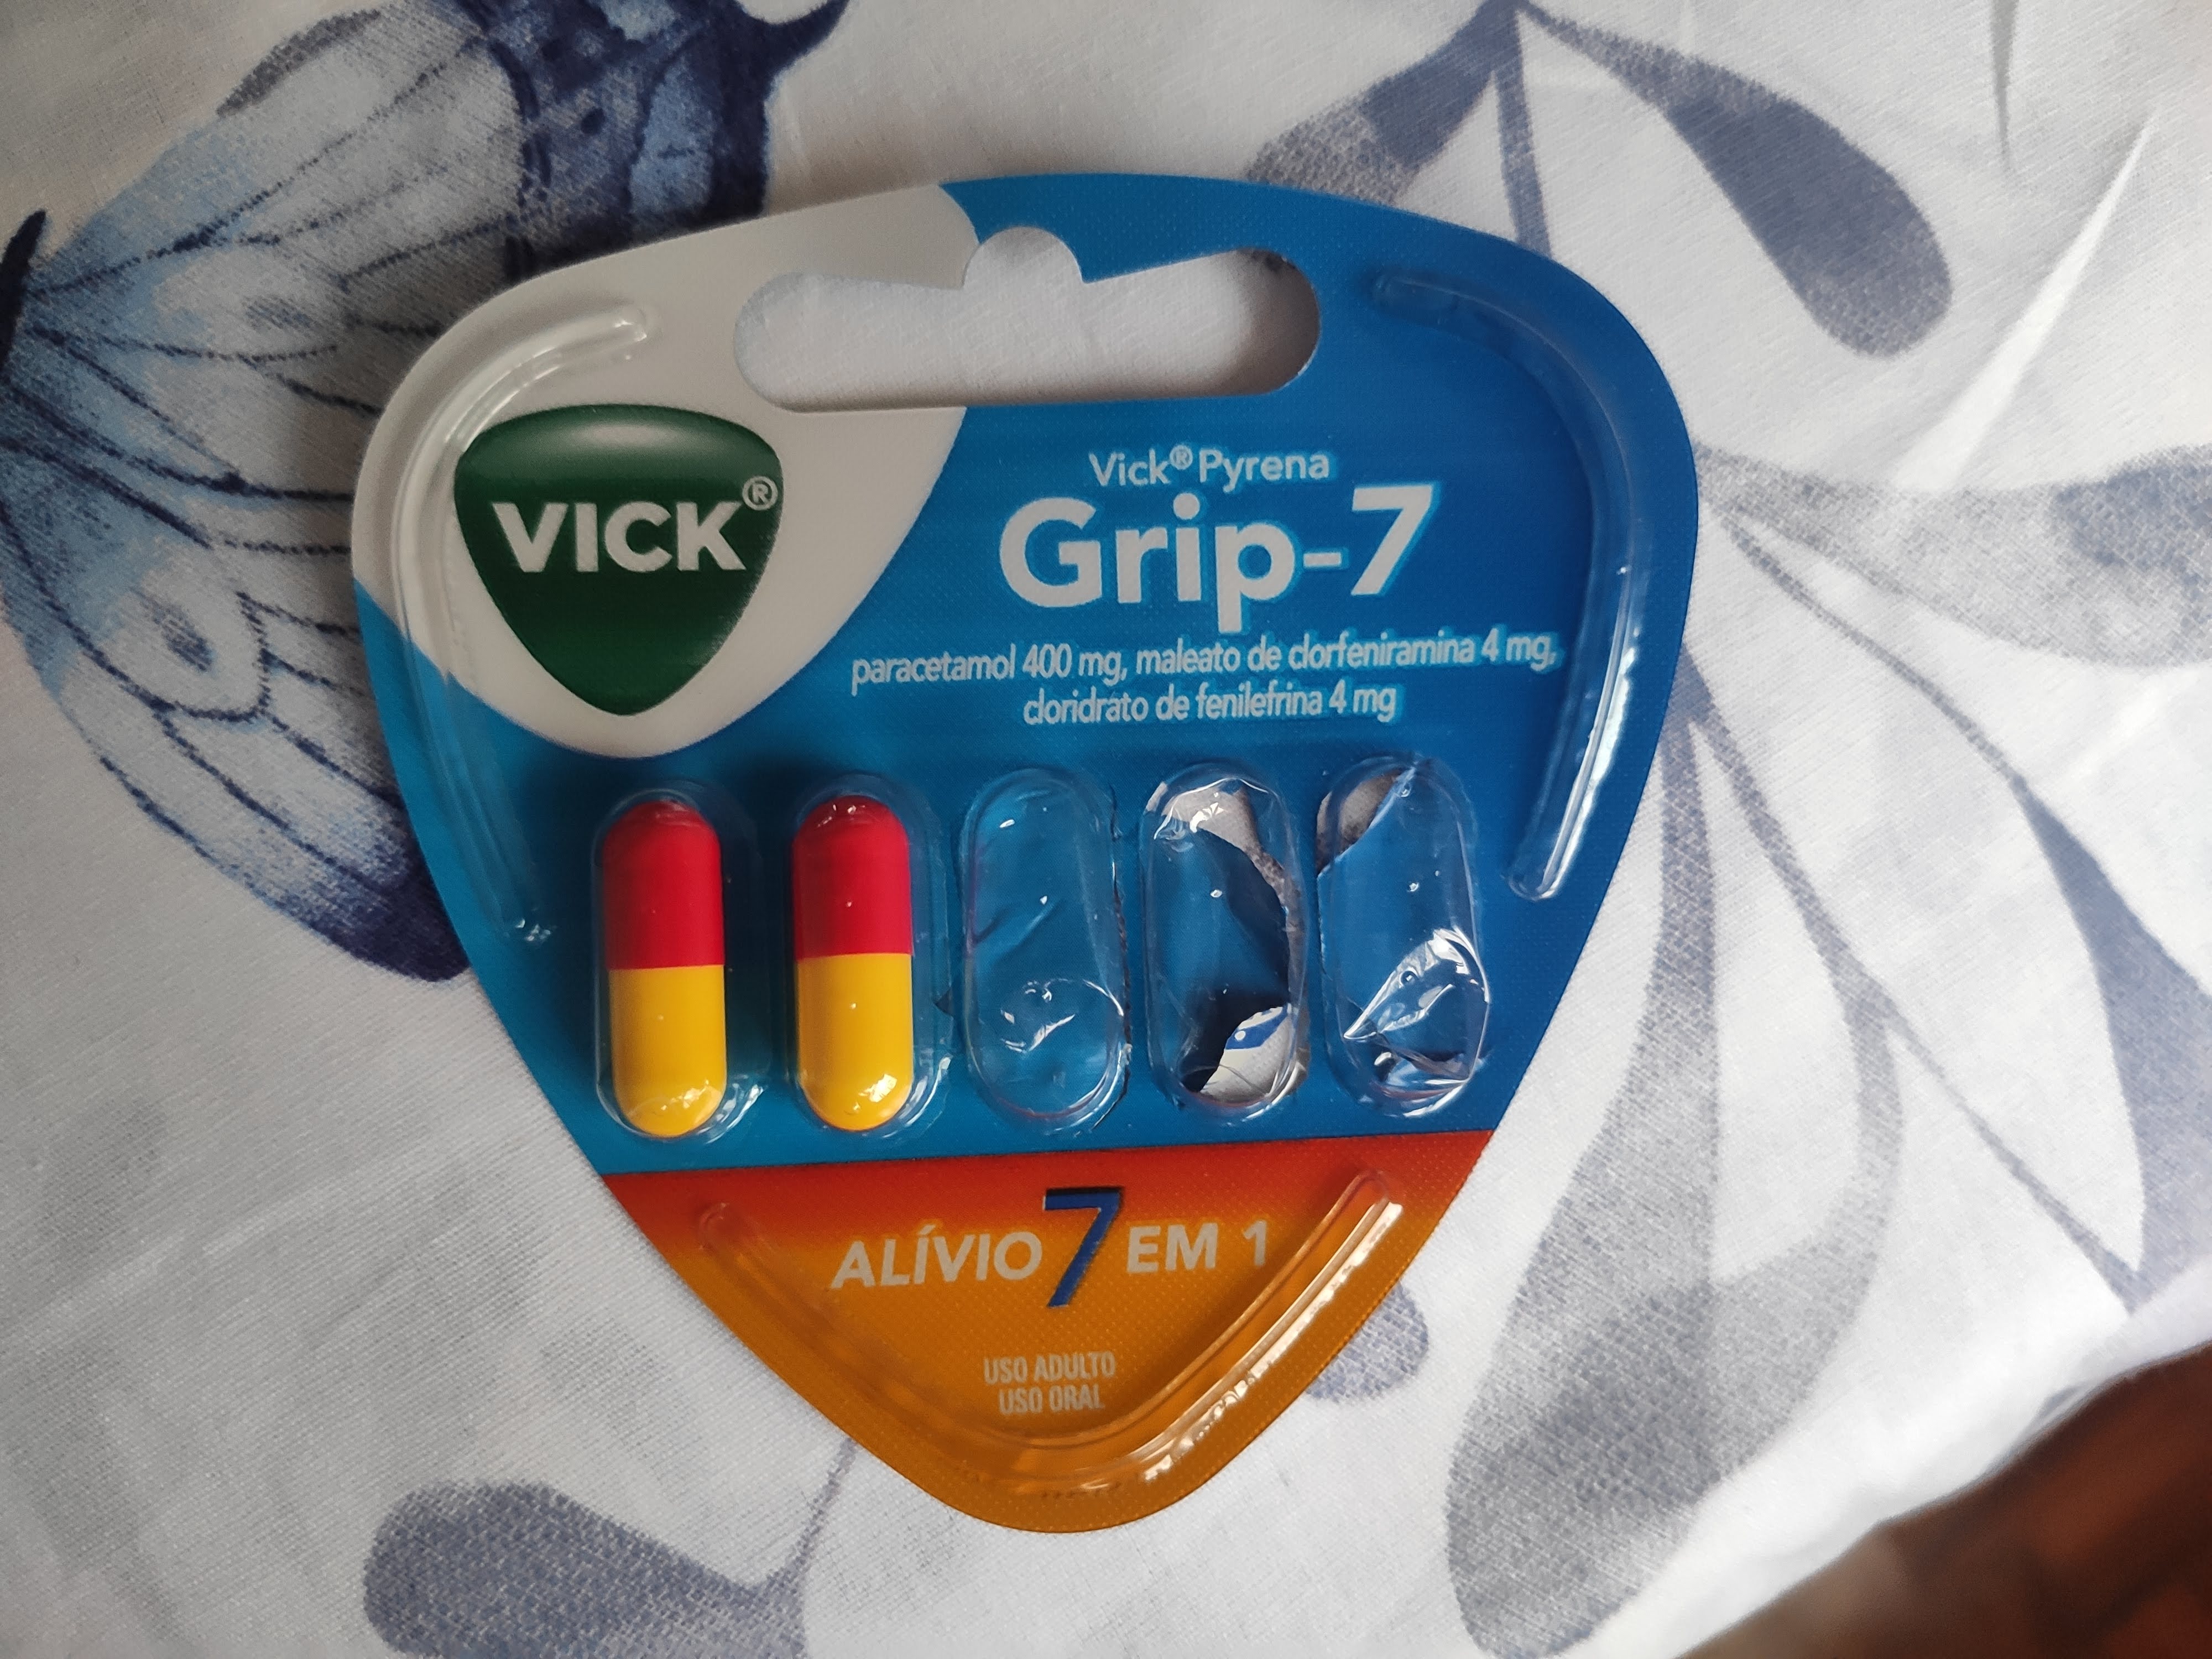 VICK®
Vick® Pyrena
Grip-7
paracetamol 400 mg, maleato de clorfeniramina 4 mg,
cloridrato de fenilefrina 4 mg
ALÍVIO 7 EM 1
USO ADULTO
USO ORAL